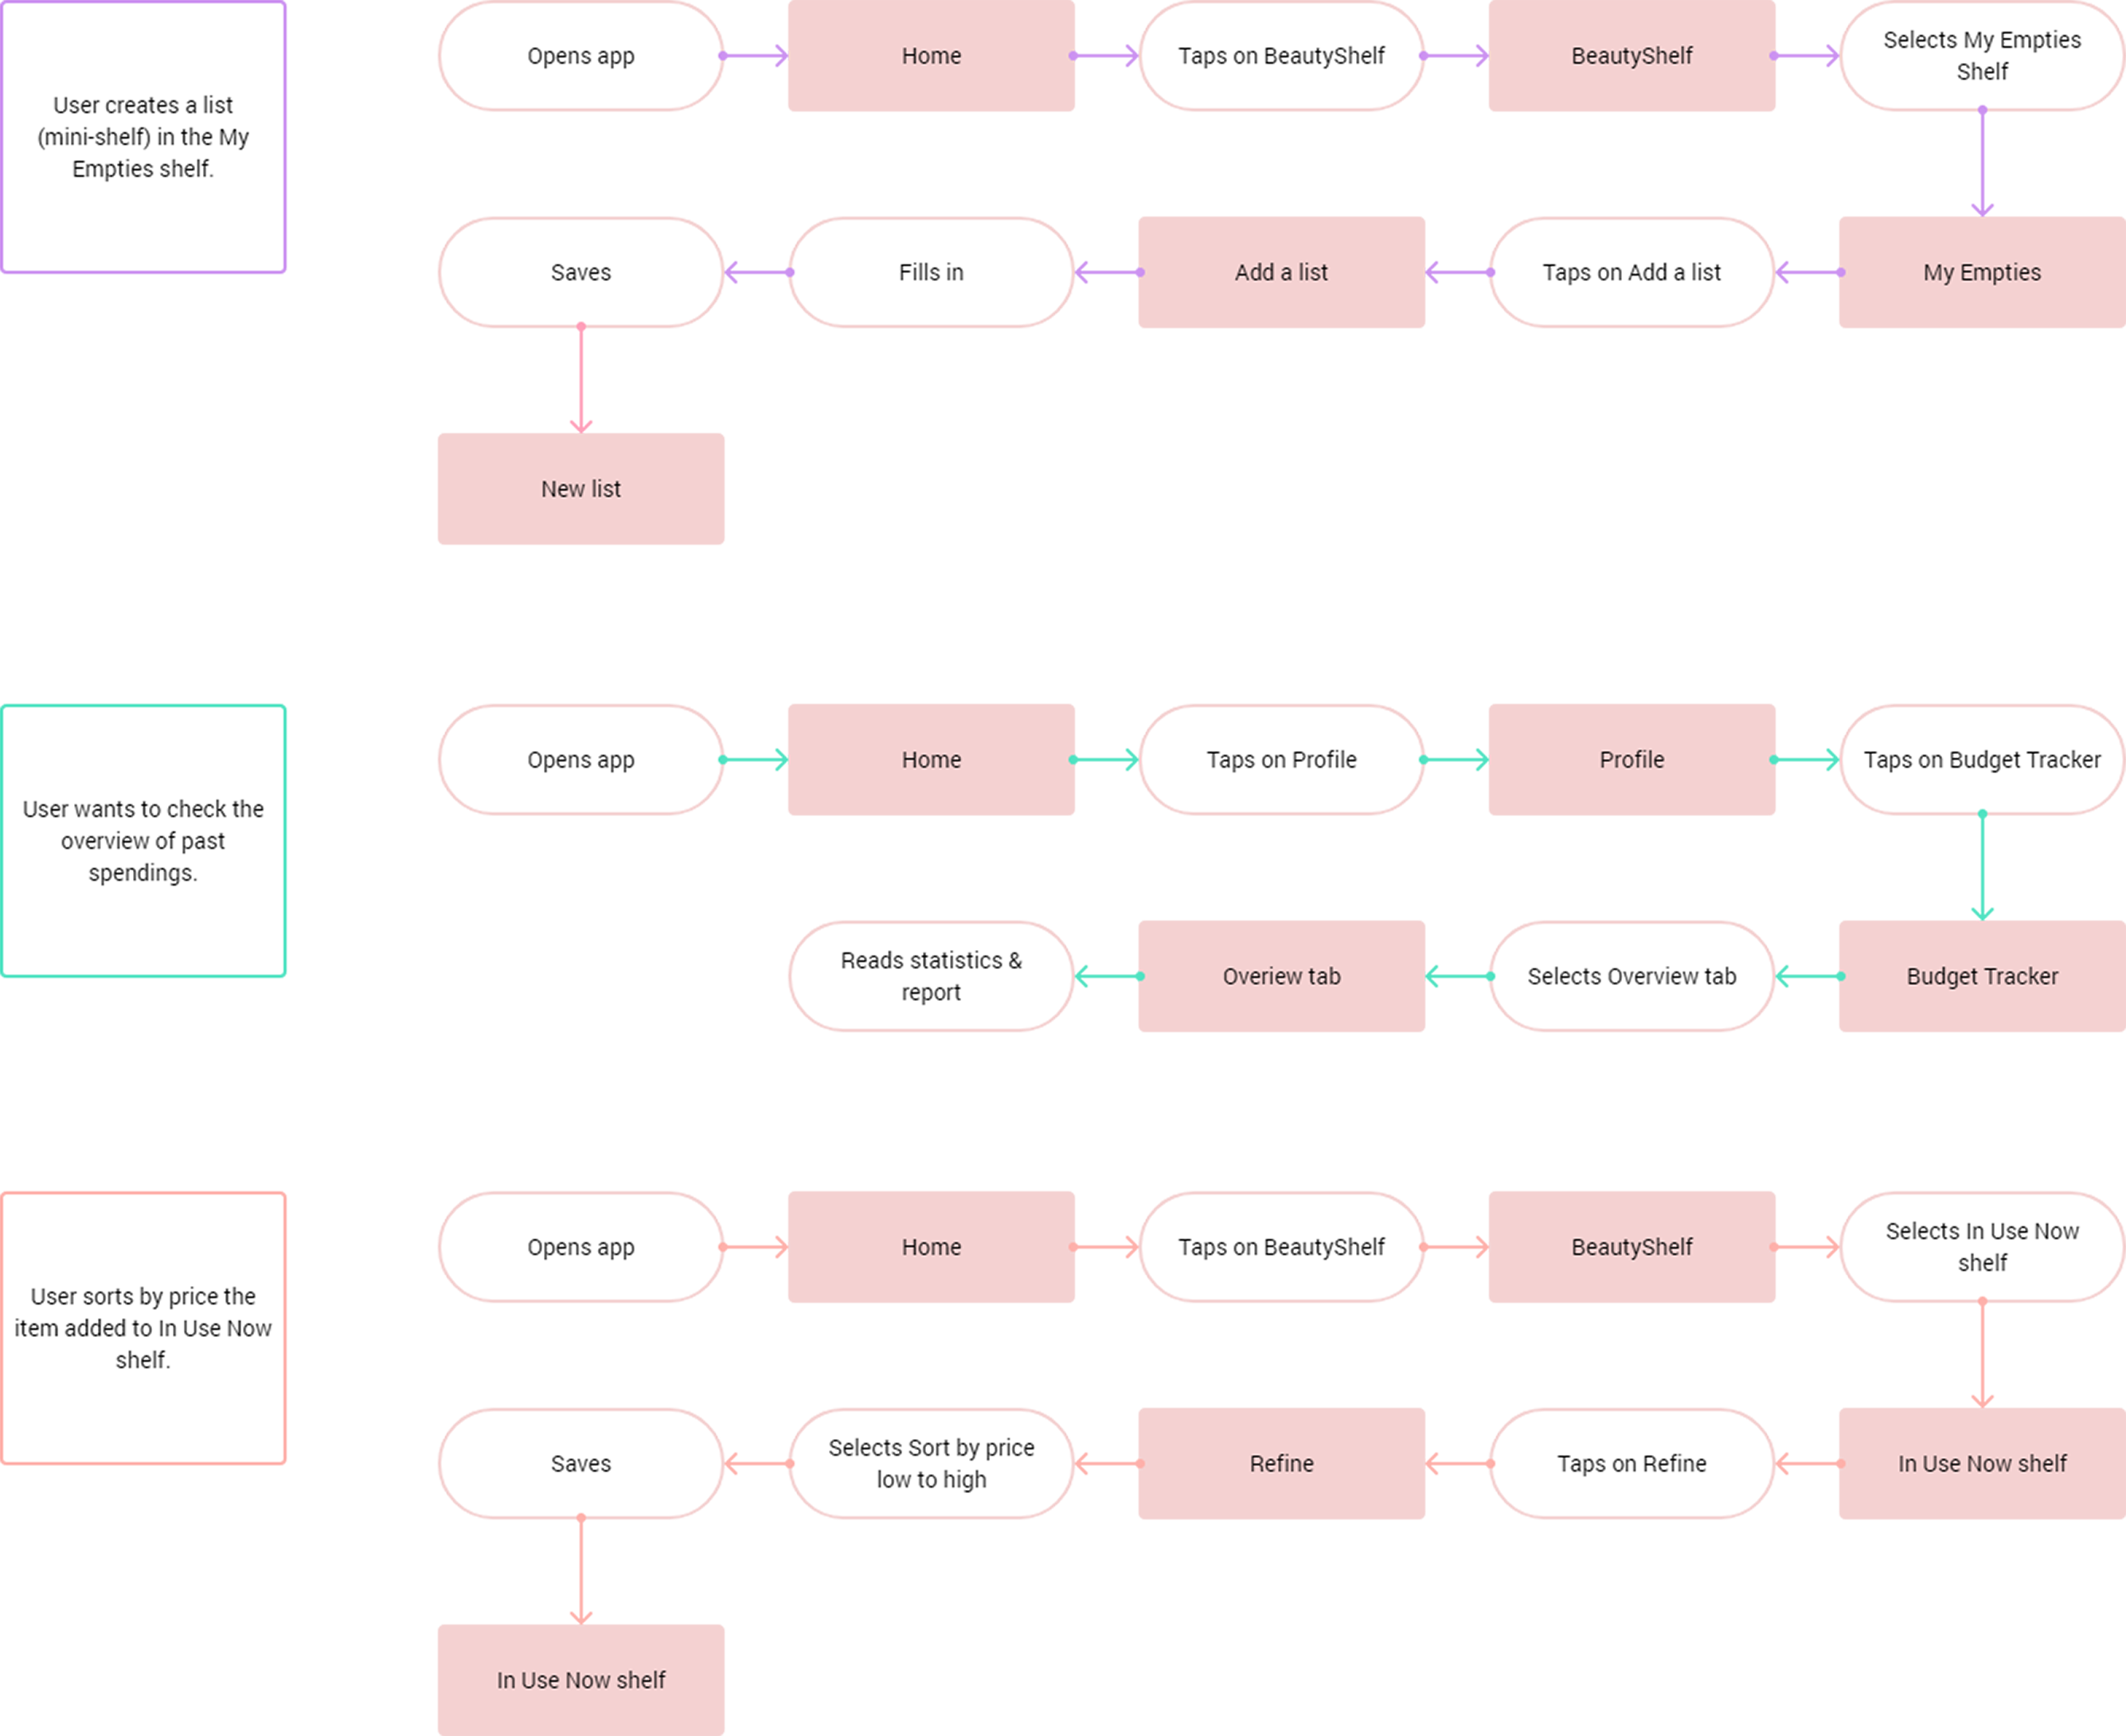 User creates a list
(mini-shelf) in the My
Empties shelf.
Opens app
Home
Taps on BeautyShelf
BeautyShelf
Selects My Empties
Shelf
My Empties
Taps on Add a list
Add a list
Fills in
Saves
New list
User wants to check the
overview of past
spendings.
Opens app
Home
Taps on Profile
Profile
Taps on Budget Tracker
Budget Tracker
Selects Overview tab
Overiew tab
Reads statistics &
report
User sorts by price the
item added to In Use Now
shelf.
Opens app
Home
Taps on BeautyShelf
BeautyShelf
Selects In Use Now
shelf
In Use Now shelf
Taps on Refine
Refine
Selects Sort by price
low to high
Saves
In Use Now shelf